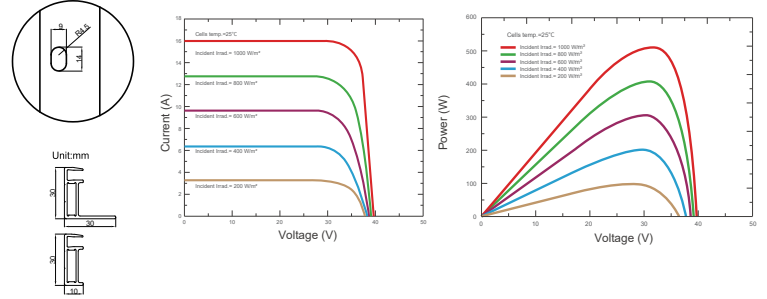 9
R4.5
14
Unit:mm
30
30
30
10
18
16
14
12
10
8
6
4
2
0
Current (A)
Cells temp.=25°C
Incident Irrad.= 1000 W/m²
Incident Irrad.= 800 W/m²
Incident Irrad.= 600 W/m²
Incident Irrad.= 400 W/m²
Incident Irrad.= 200 W/m²
0 10 20 30 40 50
Voltage (V)
600
500
400
300
200
100
0
Power (W)
Cells temp.=25°C
Incident Irrad.= 1000 W/m²
Incident Irrad.= 800 W/m²
Incident Irrad.= 600 W/m²
Incident Irrad.= 400 W/m²
Incident Irrad.= 200 W/m²
0 10 20 30 40 50
Voltage (V)